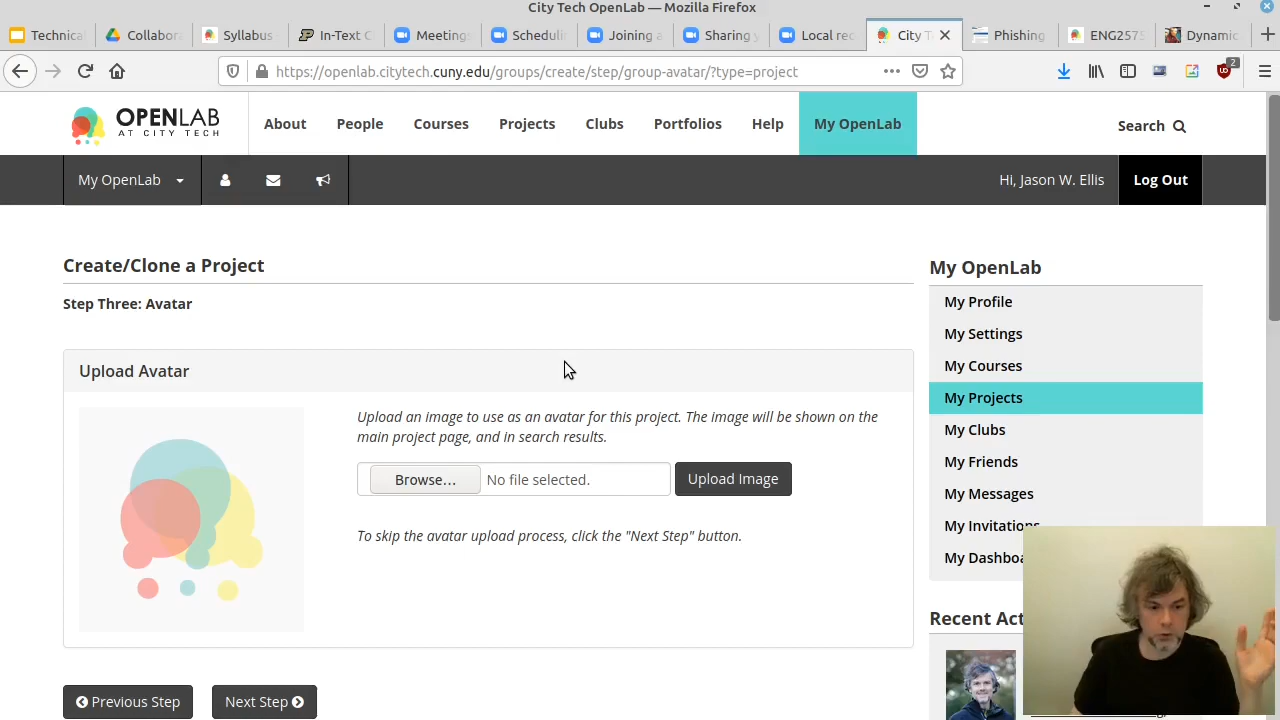 City Tech OpenLab — Mozilla Firefox
Technical
Collabora
Syllabus
In-Text C
Meetings
Schedulin
Joining a
Sharing y
Local rec
City T
Phishing
ENG2575
Dynamic
https://openlab.citytech.cuny.edu/groups/create/step/group-avatar/?type=project
2
OPENLAB
AT CITY TECH
About
People
Courses
Projects
Clubs
Portfolios
Help
My OpenLab
Search
My OpenLab
Hi, Jason W. Ellis
Log Out
Create/Clone a Project
Step Three: Avatar
Upload Avatar
Upload an image to use as an avatar for this project. The image will be shown on the
main project page, and in search results.
Browse...
No file selected.
Upload Image
To skip the avatar upload process, click the "Next Step" button.
Previous Step
Next Step
My OpenLab
My Profile
My Settings
My Courses
My Projects
My Clubs
My Friends
My Messages
My Invitations
My Dashboa
Recent Act